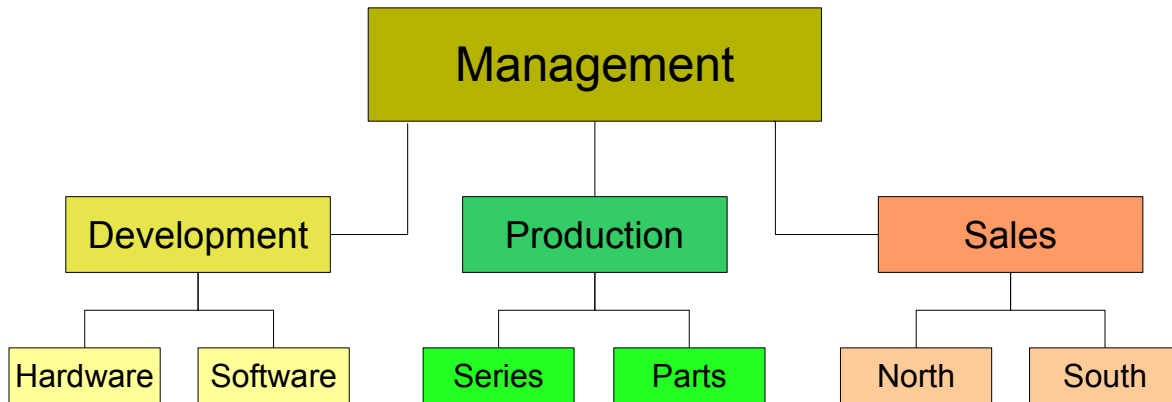 Management
Development
Production
Sales
Hardware
Software
Series
Parts
North
South